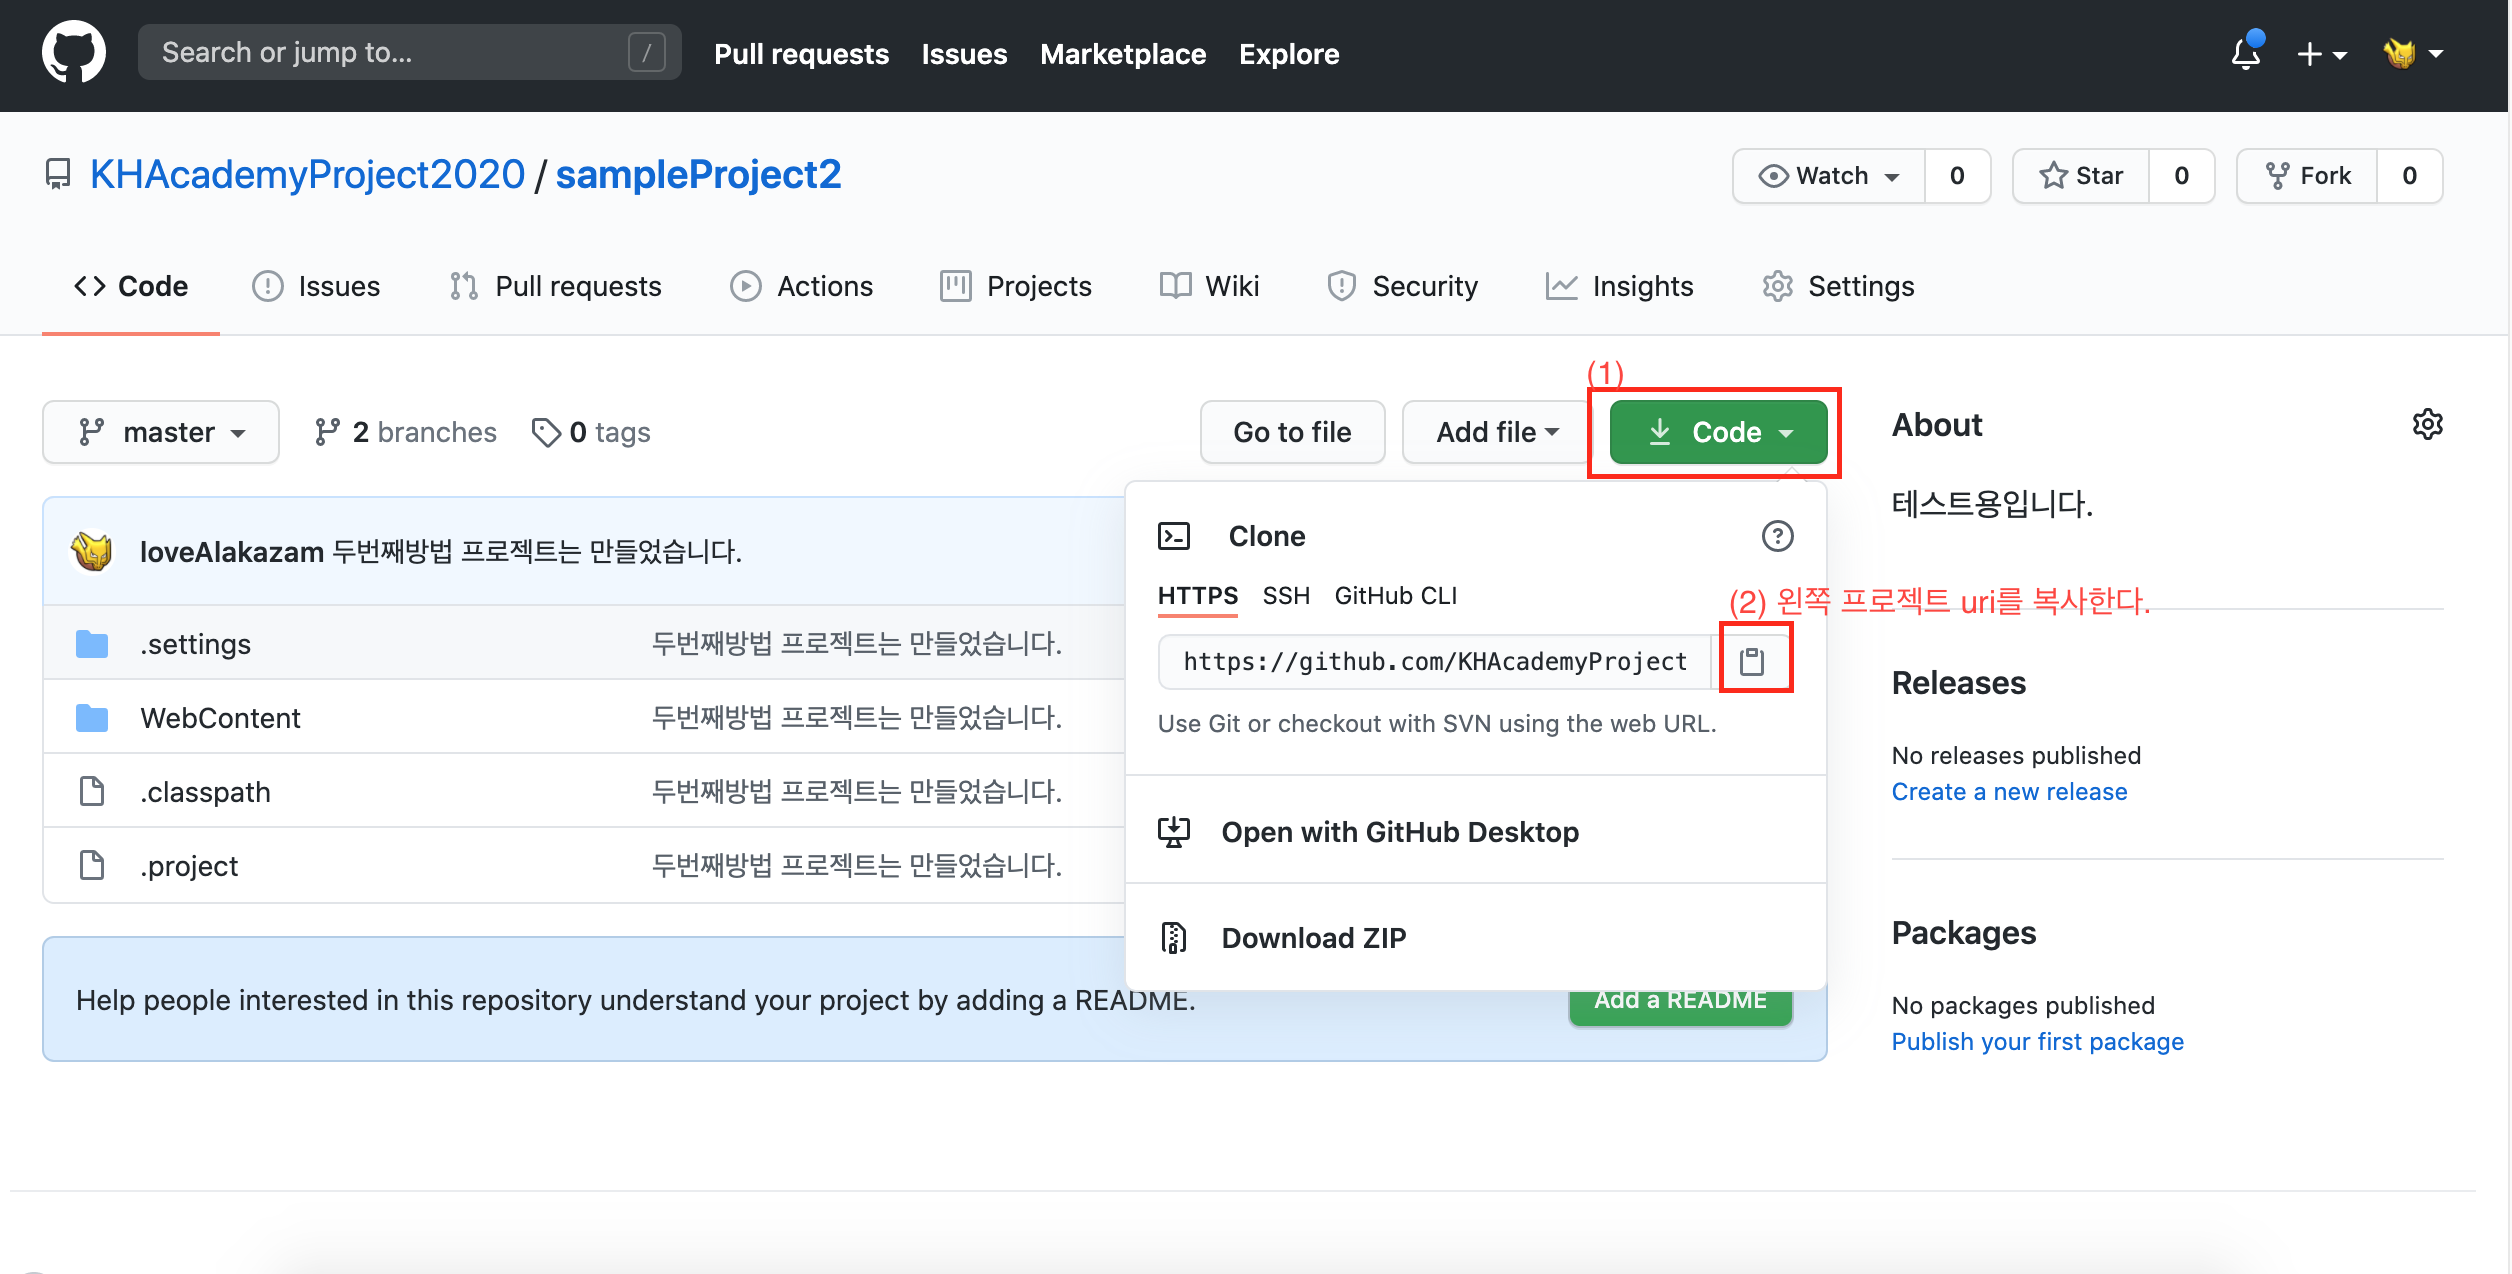 Search or jump to... / Pull requests Issues Marketplace Explore
KHAcademyProject2020 / sampleProject2 Watch 0 Star 0 Fork 0
Code Issues Pull requests Actions Projects Wiki Security Insights Settings
(1)
master 2 branches 0 tags Go to file Add file Code
About
테스트용입니다.
loveAlakazam 두번째방법 프로젝트는 만들었습니다.
.settings 두번째방법 프로젝트는 만들었습니다.
WebContent 두번째방법 프로젝트는 만들었습니다.
.classpath 두번째방법 프로젝트는 만들었습니다.
.project 두번째방법 프로젝트는 만들었습니다.
Clone
HTTPS SSH GitHub CLI
(2) 왼쪽 프로젝트 uri를 복사한다.
https://github.com/KHAcademyProject
Use Git or checkout with SVN using the web URL.
Open with GitHub Desktop
Download ZIP
Help people interested in this repository understand your project by adding a README. Add a README
Releases
No releases published
Create a new release
Packages
No packages published
Publish your first package